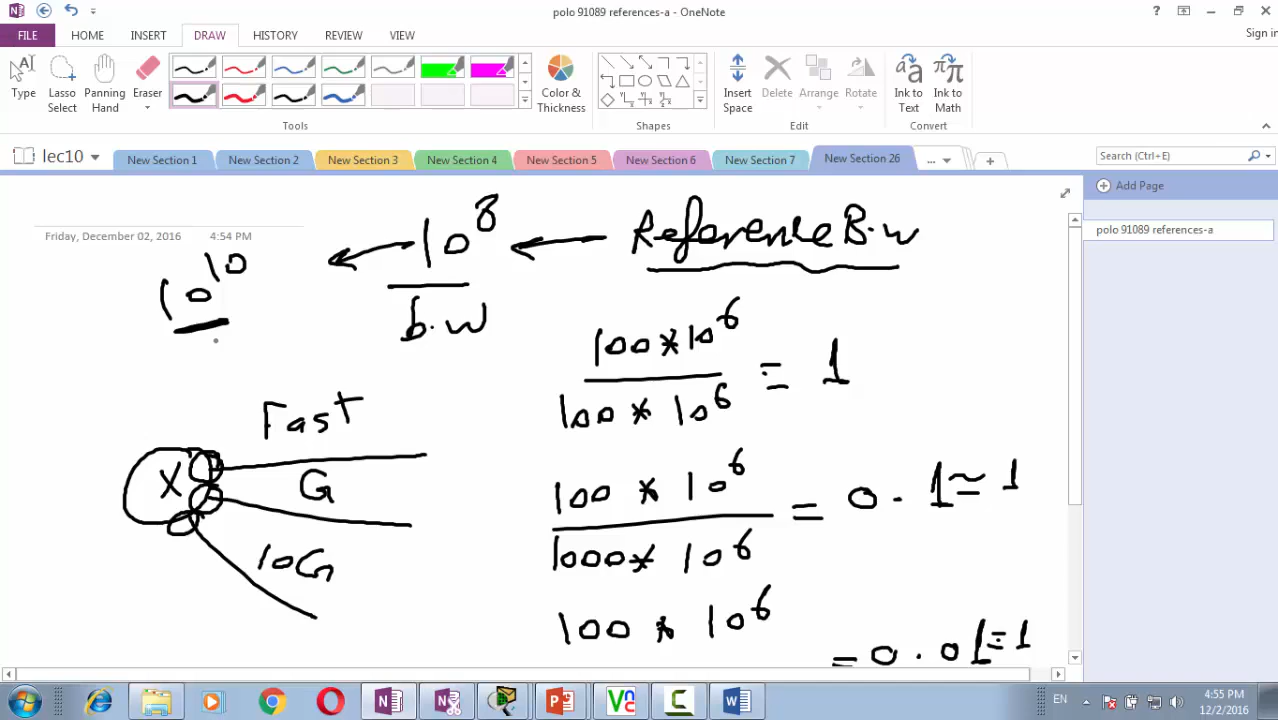 polo 91089 references-a - OneNote
Sign in
FILE HOME INSERT DRAW HISTORY REVIEW VIEW
Type
Lasso Select
Panning Hand
Eraser
Color & Thickness
Insert Space
Delete
Arrange
Rotate
Ink to Text
Ink to Math
Tools
Shapes
Edit
Convert
lec10
New Section 1
New Section 2
New Section 3
New Section 4
New Section 5
New Section 6
New Section 7
New Section 26
...
Search (Ctrl+E)
Add Page
polo 91089 references-a
Friday, December 02, 2016 4:54 PM
10^10 ← 10^8 ← Reference B.w
b.w
100*10^6
100*10^6
= 1
Fast
X
G
10G
100*10^6
1000*10^6
= 0.1≃1
100*10^6
=0.01=1
EN
4:55 PM
12/2/2016